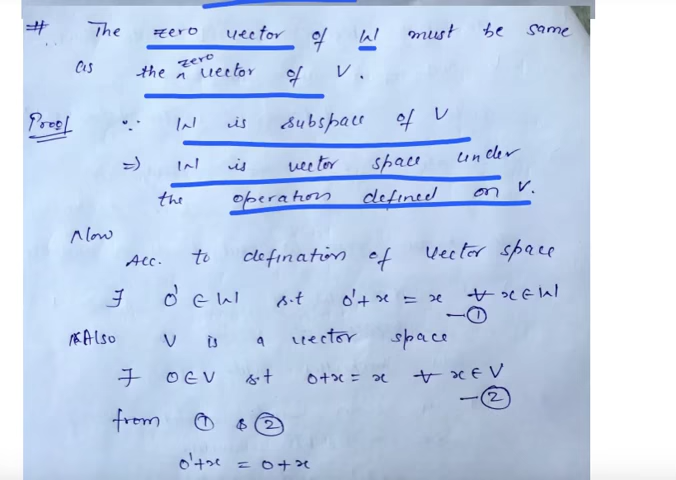 # The zero vector of W must be same
as the zero vector of V.
Proof ∵ W is subspace of V
=) W is vector space under
the operation defined on V.
Now
Acc. to defination of vector space
∃ 0' ∈ W s.t 0'+x = x ∀ x∈W
—①
Also V is a vector space
∃ 0∈V s.t 0+x = x ∀ x∈V
—②
from ① & ②
0'+x = 0+x